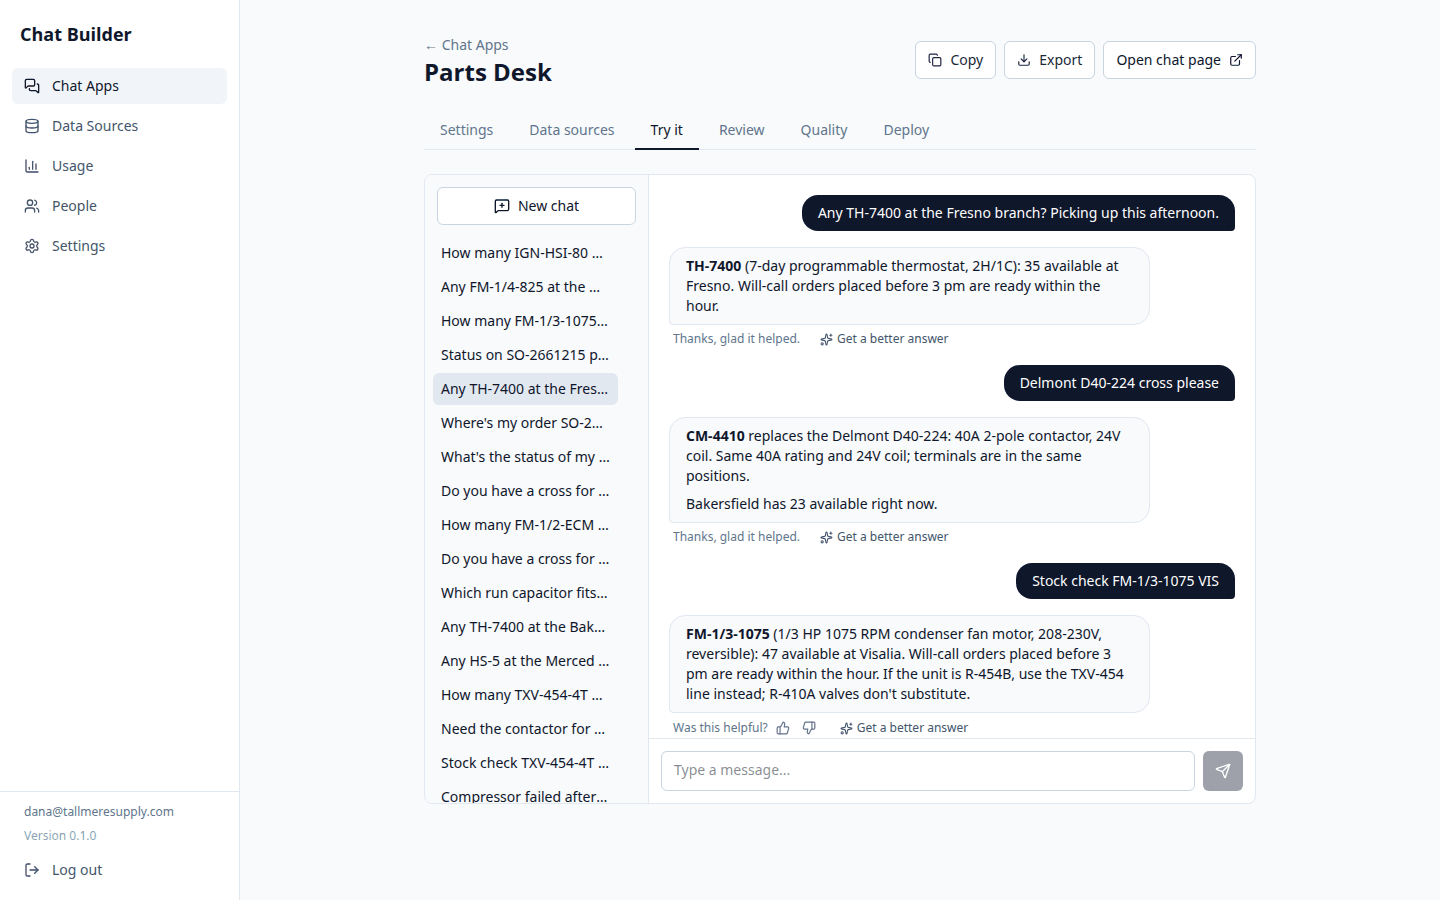 Chat Builder
Chat Apps
Data Sources
Usage
People
Settings
dana@tallmeresupply.com
Version 0.1.0
Log out
← Chat Apps
Parts Desk
Copy
Export
Open chat page
Settings
Data sources
Try it
Review
Quality
Deploy
New chat
How many IGN-HSI-80 ...
Any FM-1/4-825 at the ...
How many FM-1/3-1075...
Status on SO-2661215 p...
Any TH-7400 at the Fres...
Where's my order SO-2...
What's the status of my ...
Do you have a cross for ...
How many FM-1/2-ECM ...
Do you have a cross for ...
Which run capacitor fits...
Any TH-7400 at the Bak...
Any HS-5 at the Merced ...
How many TXV-454-4T ...
Need the contactor for ...
Stock check TXV-454-4T ...
Compressor failed after...
Any TH-7400 at the Fresno branch? Picking up this afternoon.
TH-7400 (7-day programmable thermostat, 2H/1C): 35 available at
Fresno. Will-call orders placed before 3 pm are ready within the
hour.
Thanks, glad it helped.
Get a better answer
Delmont D40-224 cross please
CM-4410 replaces the Delmont D40-224: 40A 2-pole contactor, 24V
coil. Same 40A rating and 24V coil; terminals are in the same
positions.
Bakersfield has 23 available right now.
Thanks, glad it helped.
Get a better answer
Stock check FM-1/3-1075 VIS
FM-1/3-1075 (1/3 HP 1075 RPM condenser fan motor, 208-230V,
reversible): 47 available at Visalia. Will-call orders placed before 3
pm are ready within the hour. If the unit is R-454B, use the TXV-454
line instead; R-410A valves don't substitute.
Was this helpful?
Get a better answer
Type a message...